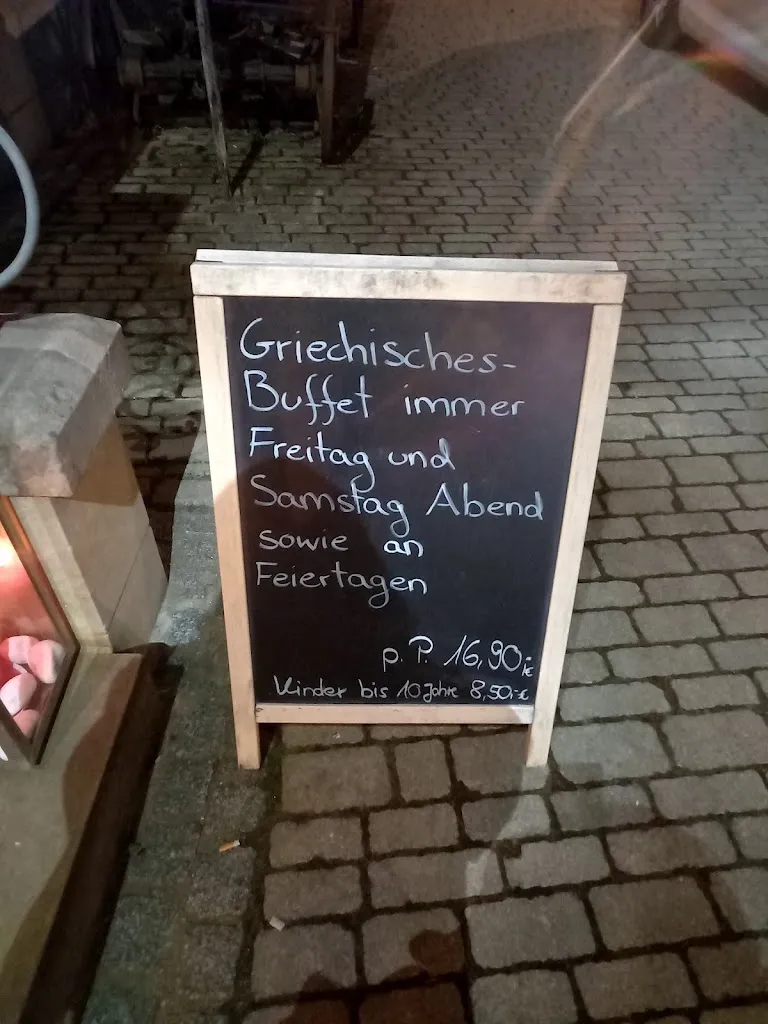 Griechisches-
Buffet immer
Freitag und
Samstag Abend
sowie an
Feiertagen
p. P. 16,90,-€
Kinder bis 10 Jahre 8,50,-€